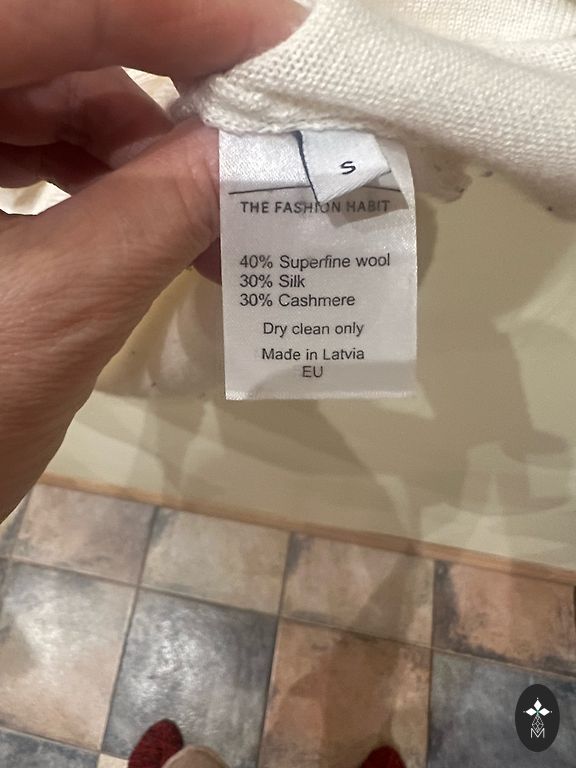 S
THE FASHION HABIT
40% Superfine wool
30% Silk
30% Cashmere
Dry clean only
Made in Latvia
EU
M